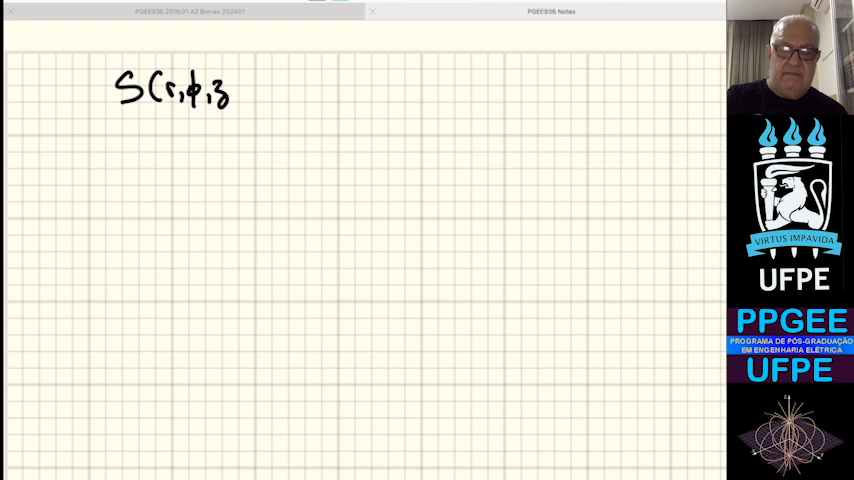 PGEE936 2019.01 A2 Borrao 202401
PGEE936 Notes
S(r,ϕ,z
VIRTUS IMPAVIDA
UFPE
PPGEE
PROGRAMA DE PÓS-GRADUAÇÃO
EM ENGENHARIA ELÉTRICA
UFPE